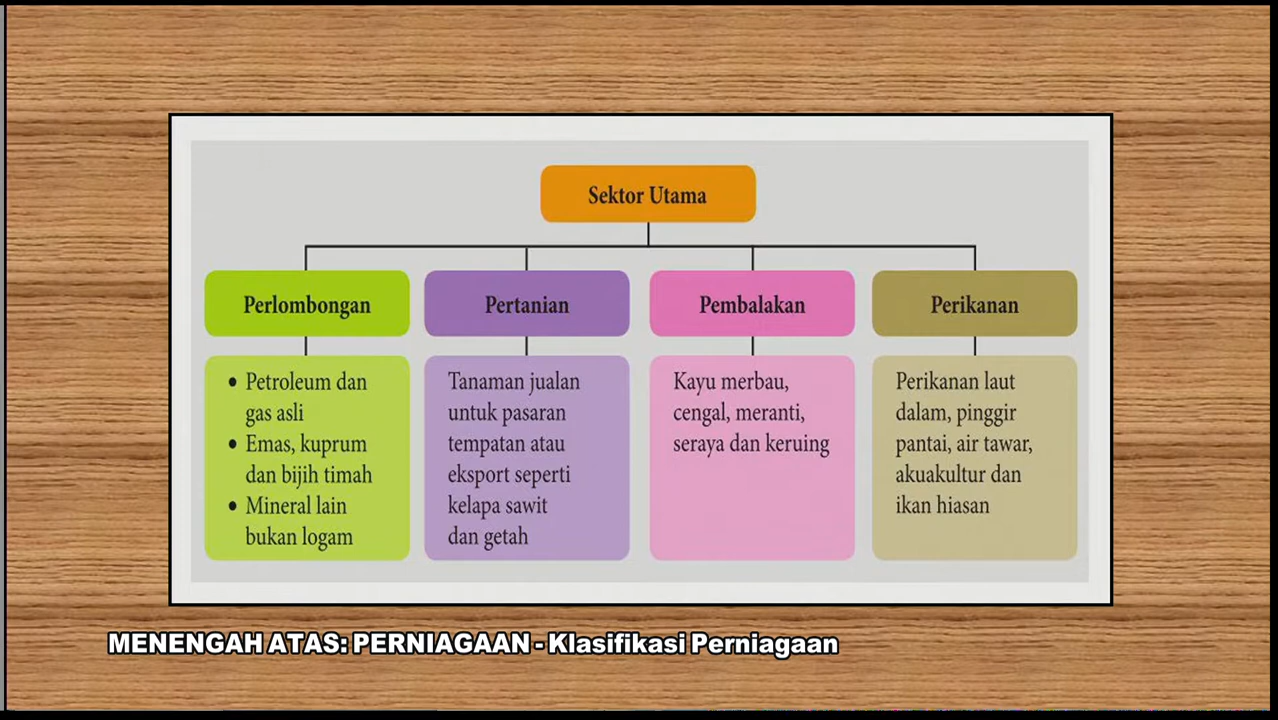 Sektor Utama
Perlombongan
• Petroleum dan
gas asli
• Emas, kuprum
dan bijih timah
• Mineral lain
bukan logam
Pertanian
Tanaman jualan
untuk pasaran
tempatan atau
eksport seperti
kelapa sawit
dan getah
Pembalakan
Kayu merbau,
cengal, meranti,
seraya dan keruing
Perikanan
Perikanan laut
dalam, pinggir
pantai, air tawar,
akuakultur dan
ikan hiasan
MENENGAH ATAS: PERNIAGAAN - Klasifikasi Perniagaan